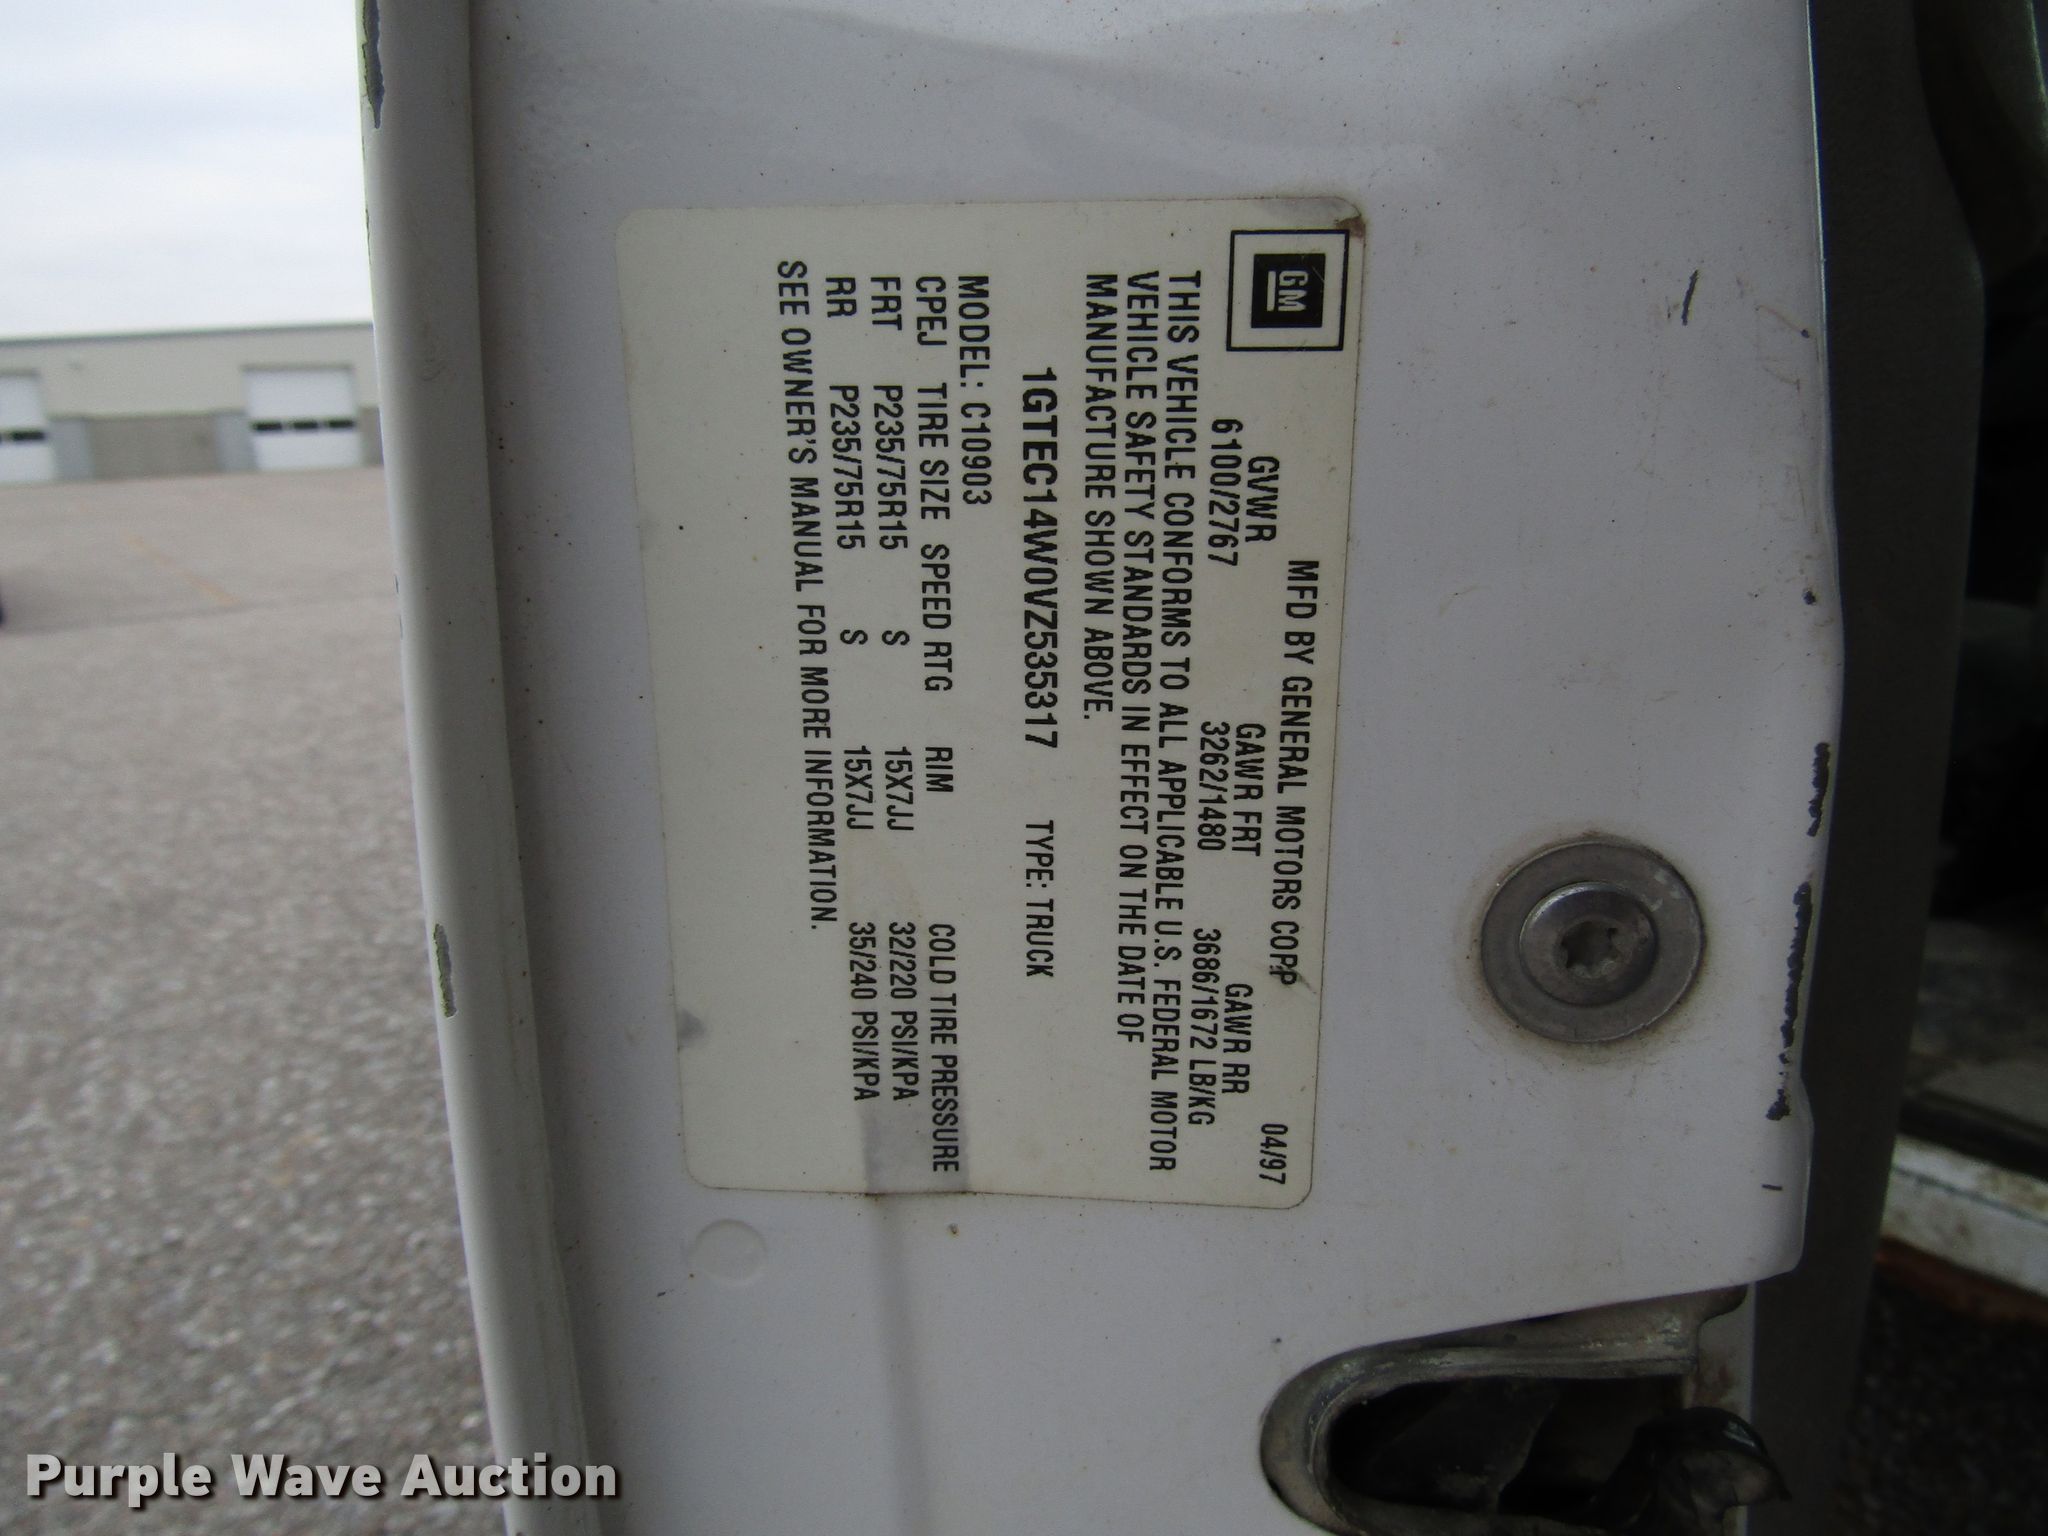 GM
MFD BY GENERAL MOTORS CORP 04/97
GVWR GAWR FRT GAWR RR
6100/2767 3262/1480 3686/1672 LB/KG
THIS VEHICLE CONFORMS TO ALL APPLICABLE U.S. FEDERAL MOTOR
VEHICLE SAFETY STANDARDS IN EFFECT ON THE DATE OF
MANUFACTURE SHOWN ABOVE.
1GTEC14W0VZ535317 TYPE: TRUCK
MODEL: C10903
CPEJ TIRE SIZE SPEED RTG RIM COLD TIRE PRESSURE
FRT P235/75R15 S 15X7JJ 32/220 PSI/KPA
RR P235/75R15 S 15X7JJ 35/240 PSI/KPA
SEE OWNER'S MANUAL FOR MORE INFORMATION.
Purple Wave Auction